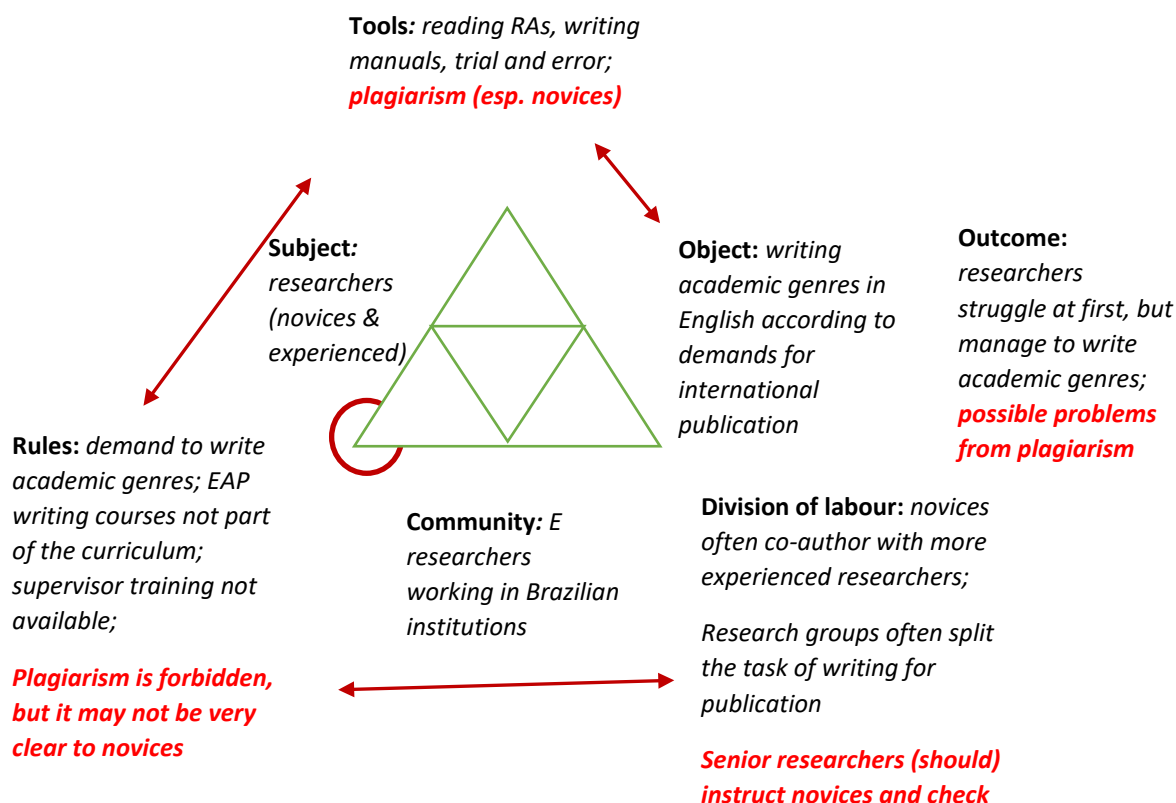 Tools: reading RAs, writing
manuals, trial and error;
plagiarism (esp. novices)
Subject:
researchers
(novices &
experienced)
Object: writing
academic genres in
English according to
demands for
international
publication
Outcome:
researchers
struggle at first, but
manage to write
academic genres;
possible problems
from plagiarism
Rules: demand to write
academic genres; EAP
writing courses not part
of the curriculum;
supervisor training not
available;
Plagiarism is forbidden,
but it may not be very
clear to novices
Community: E
researchers
working in Brazilian
institutions
Division of labour: novices
often co-author with more
experienced researchers;
Research groups often split
the task of writing for
publication
Senior researchers (should)
instruct novices and check